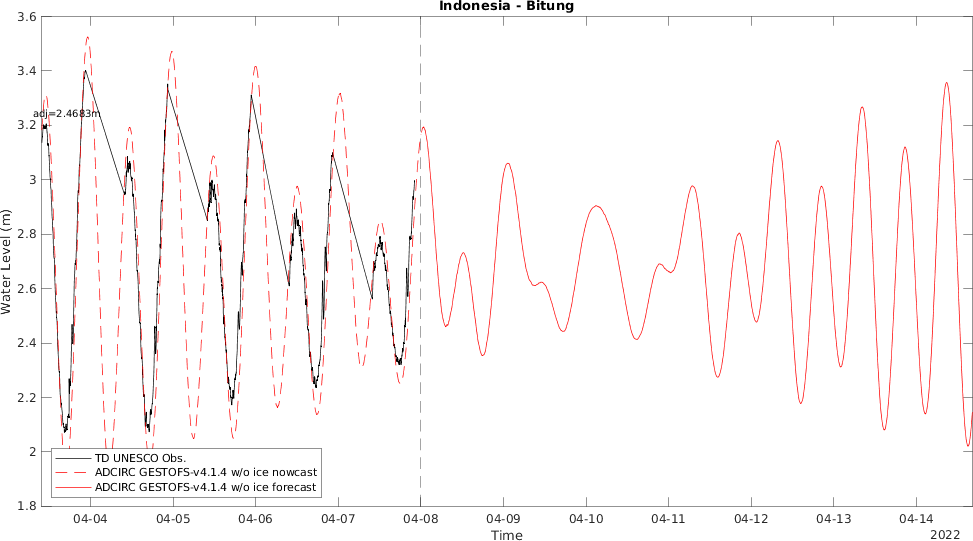 Indonesia - Bitung
3.6
3.4
adj=2.4683m
3.2
3
2.8
2.6
2.4
2.2
2
1.8
Water Level (m)
TD UNESCO Obs.
ADCIRC GESTOFS-v4.1.4 w/o ice nowcast
ADCIRC GESTOFS-v4.1.4 w/o ice forecast
04-04 04-05 04-06 04-07 04-08 04-09 04-10 04-11 04-12 04-13 04-14
Time
2022